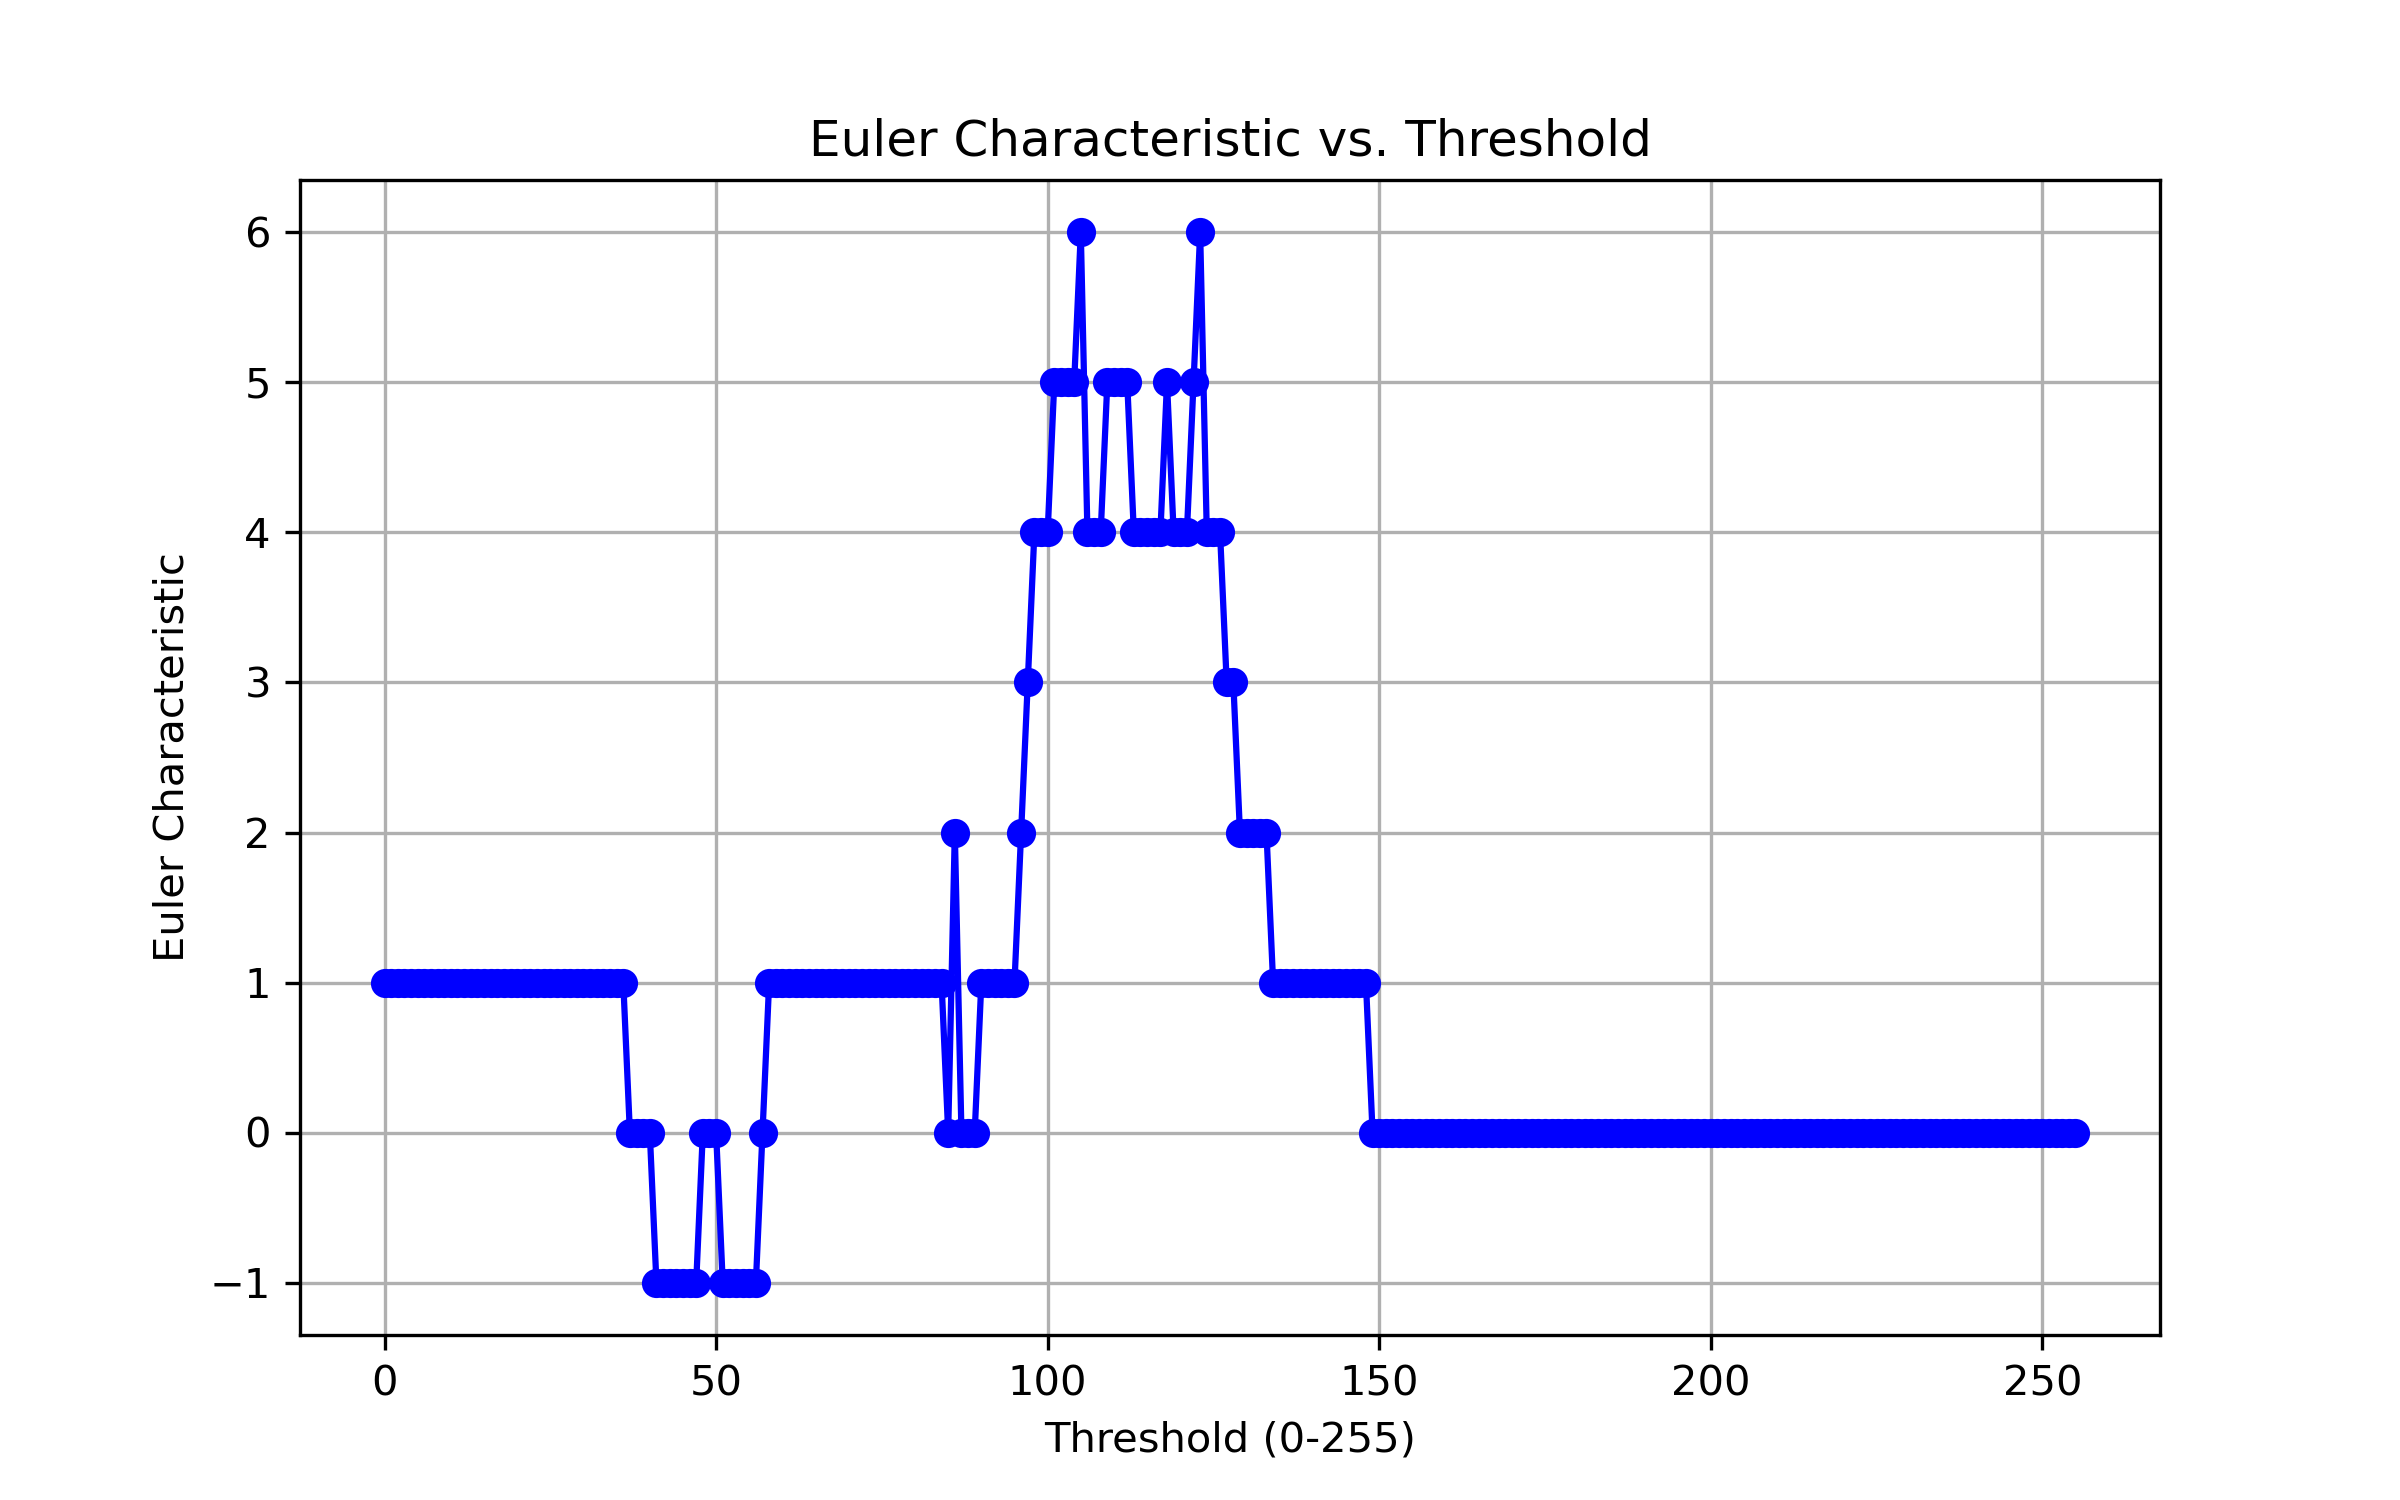 Euler Characteristic vs. Threshold
Euler Characteristic
6
5
4
3
2
1
0
−1
0 50 100 150 200 250
Threshold (0-255)